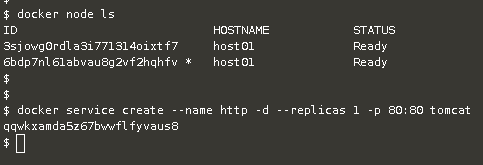 $ docker node ls
ID HOSTNAME STATUS
3sjowg0rdla3i771314oixtf7 host01 Ready
6bdp7nl61abvau8g2vf2hqhfv * host01 Ready
$
$
$ docker service create --name http -d --replicas 1 -p 80:80 tomcat
qqwkxamda5z67bwvflfyvaus8
$